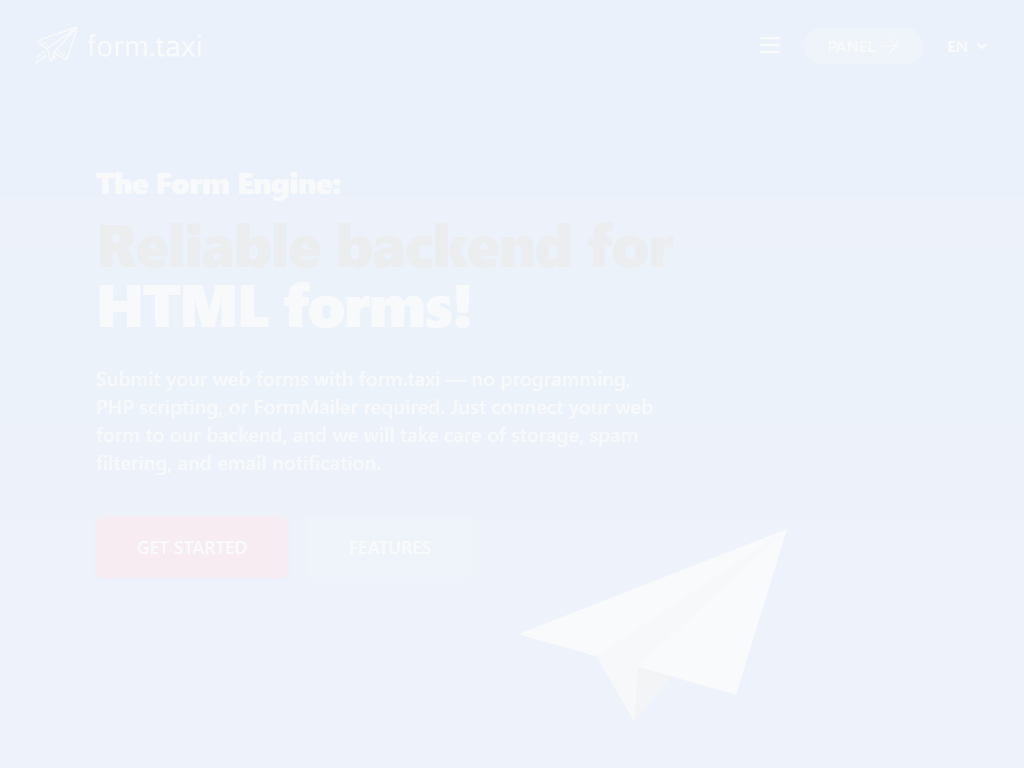 form.taxi
PANEL
EN
The Form Engine:
Reliable backend for
HTML forms!
Submit your web forms with form.taxi — no programming,
PHP scripting, or FormMailer required. Just connect your web
form to our backend, and we will take care of storage, spam
filtering, and email notification.
GET STARTED
FEATURES